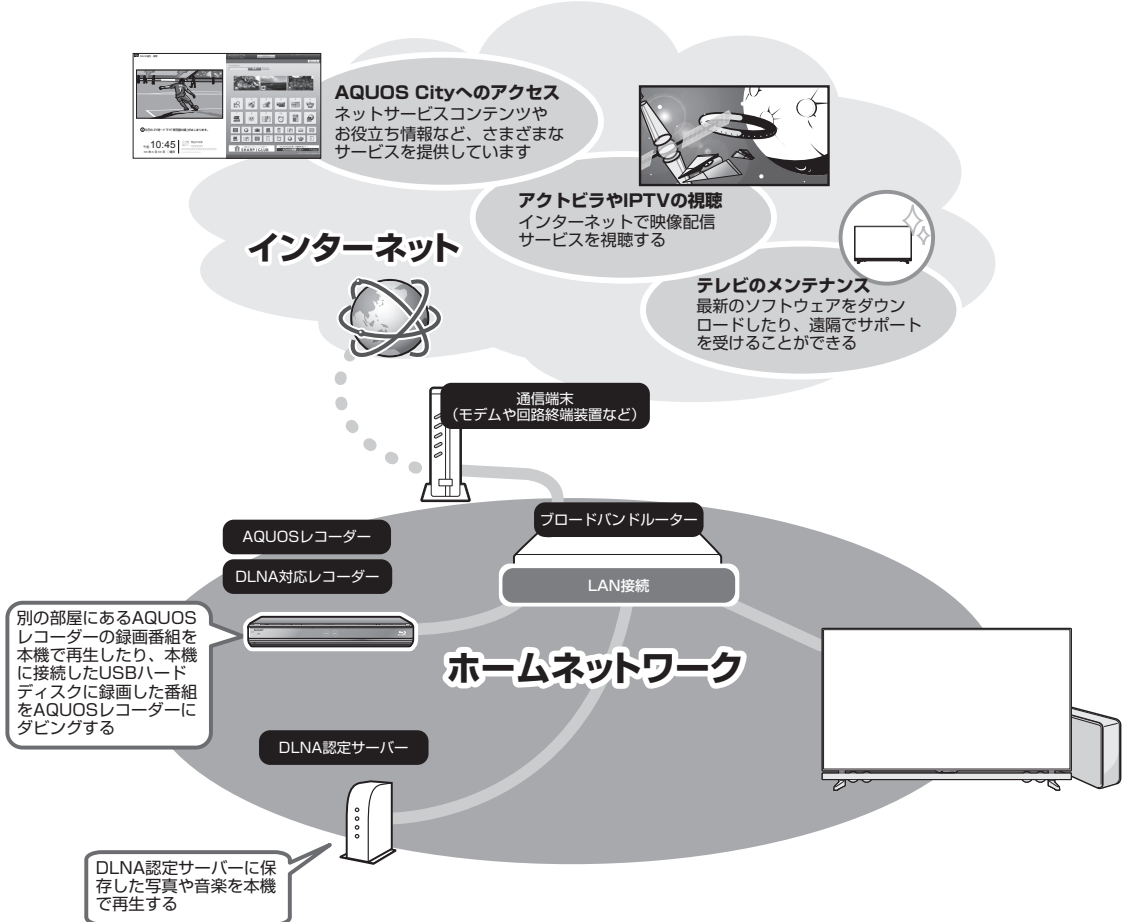 10:45
AQUOS Cityへのアクセス
ネットサービスコンテンツや
お役立ち情報など、さまざまな
サービスを提供しています
アクトビラやIPTVの視聴
インターネットで映像配信
サービスを視聴する
インターネット
テレビのメンテナンス
最新のソフトウェアをダウン
ロードしたり、遠隔でサポート
を受けることができる
通信端末
（モデムや回路終端装置など）
ブロードバンドルーター
LAN接続
AQUOSレコーダー
DLNA対応レコーダー
別の部屋にあるAQUOS
レコーダーの録画番組を
本機で再生したり、本機
に接続したUSBハード
ディスクに録画した番組
をAQUOSレコーダーに
ダビングする
ホームネットワーク
DLNA認定サーバー
DLNA認定サーバーに保
存した写真や音楽を本機
で再生する